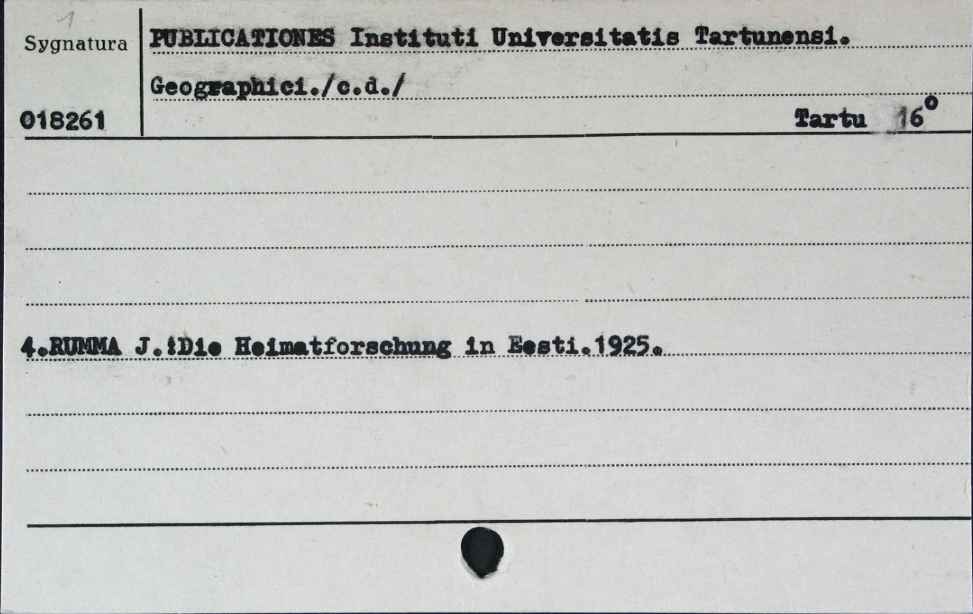 1
Sygnatura
PUBLICATIONES Instituti Universitatis Tartunensi.
Geographici./c.d./
018261
Tartu 16°
4.RUMMA J.:Die Heimatforschung in Eesti.1925.